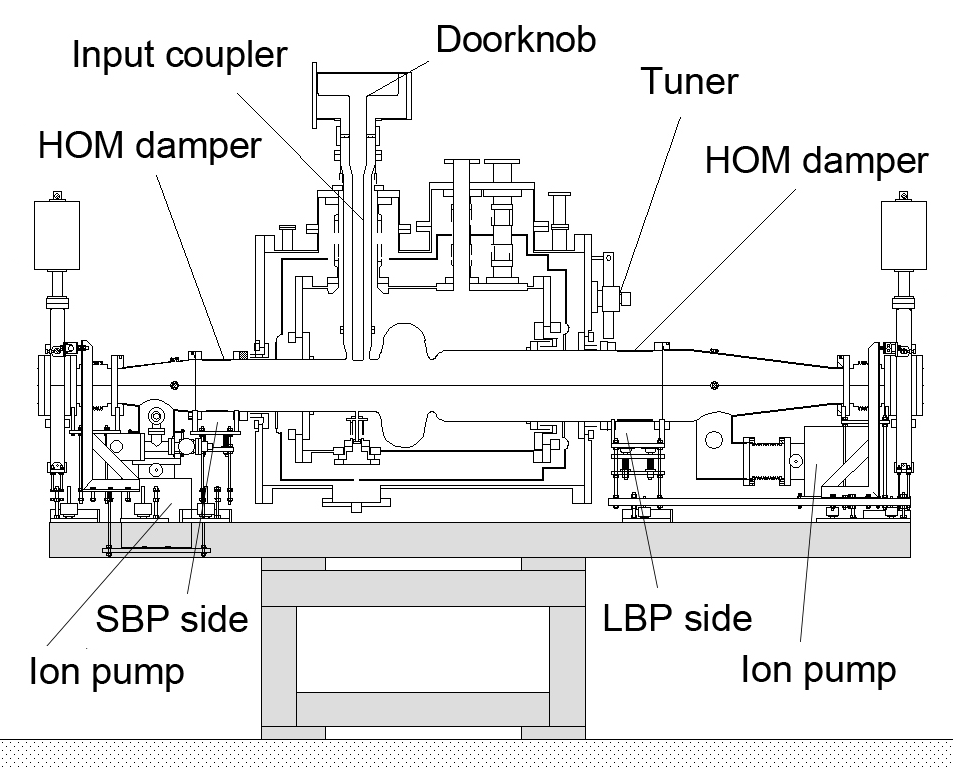 Doorknob
Input coupler
Tuner
HOM damper
HOM damper
SBP side
LBP side
Ion pump
Ion pump